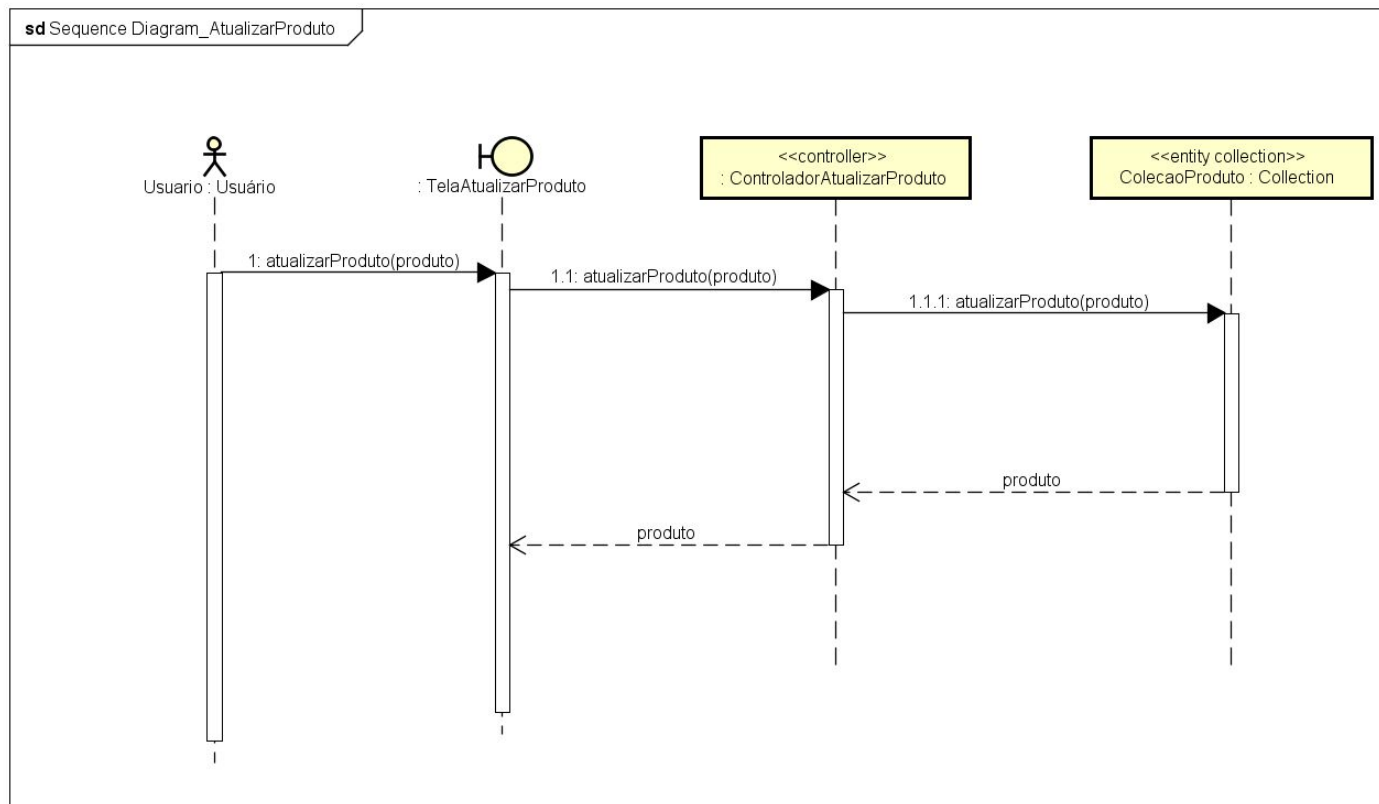 sd Sequence Diagram_AtualizarProduto
Usuario : Usuário
: TelaAtualizarProduto
<<controller>>
: ControladorAtualizarProduto
<<entity collection>>
ColecaoProduto : Collection
1: atualizarProduto(produto)
1.1: atualizarProduto(produto)
1.1.1: atualizarProduto(produto)
produto
produto